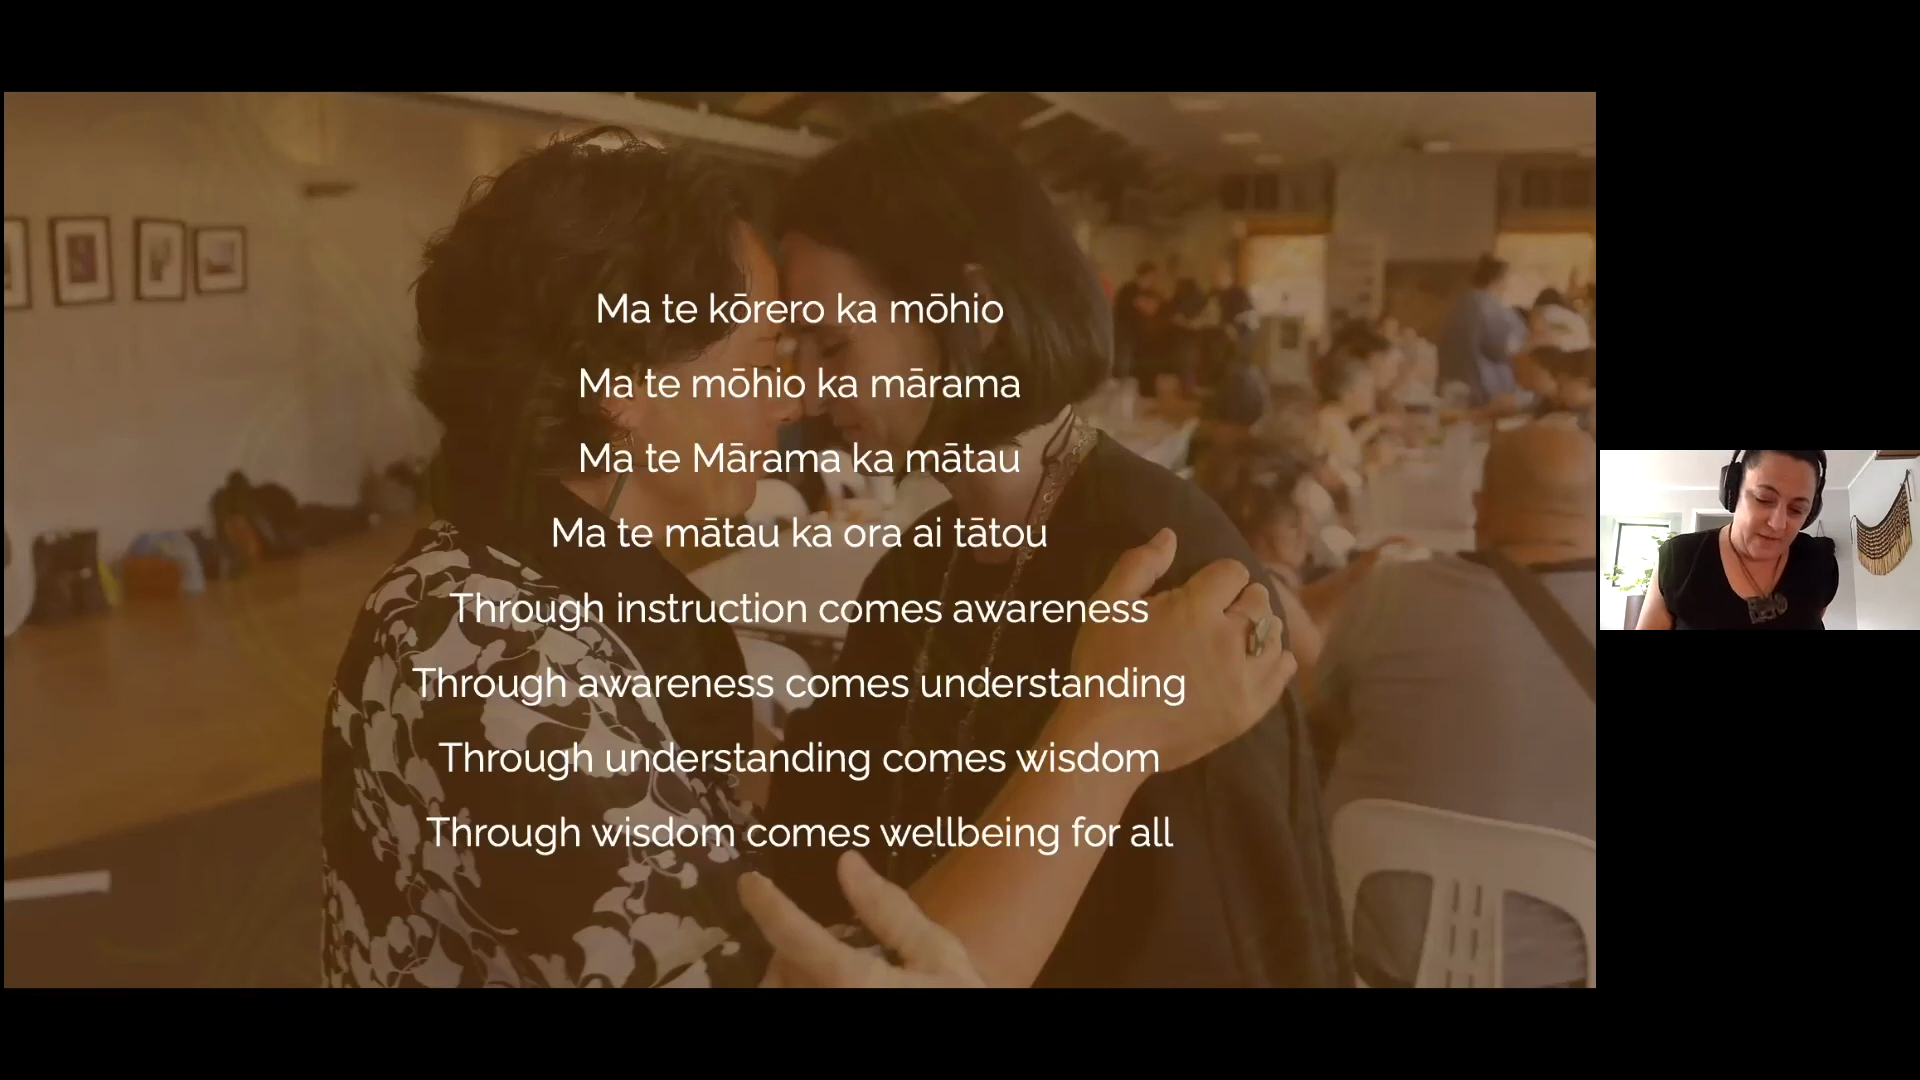 Ma te kōrero ka mōhio
Ma te mōhio ka mārama
Ma te Mārama ka mātau
Ma te mātau ka ora ai tātou
Through instruction comes awareness
Through awareness comes understanding
Through understanding comes wisdom
Through wisdom comes wellbeing for all